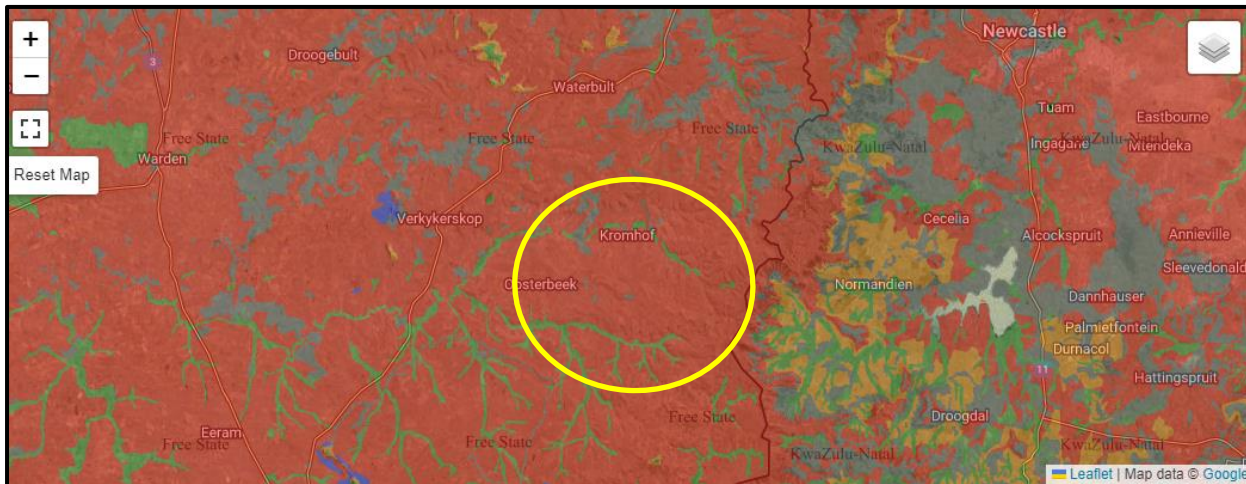 +
−
Reset Map
3
Droogebult
Newcastle
Waterbult
Tuam
Eastbourne
Free State
Free State
Free State
KwaZulu-Natal
Ingagane
KwaZulu-Natal
Warden
Verkykerskop
Kromhof
Cecelia
Alcockspruit
Annieville
Sleevedonald
Oosterbeek
Normandien
Dannhauser
Palmietfontein
Durnacol
11
Hattingspruit
Droogdal
Eeram
Free State
Free State
Free State
KwaZulu-Natal
KwaZulu-Natal
Leaflet | Map data © Google